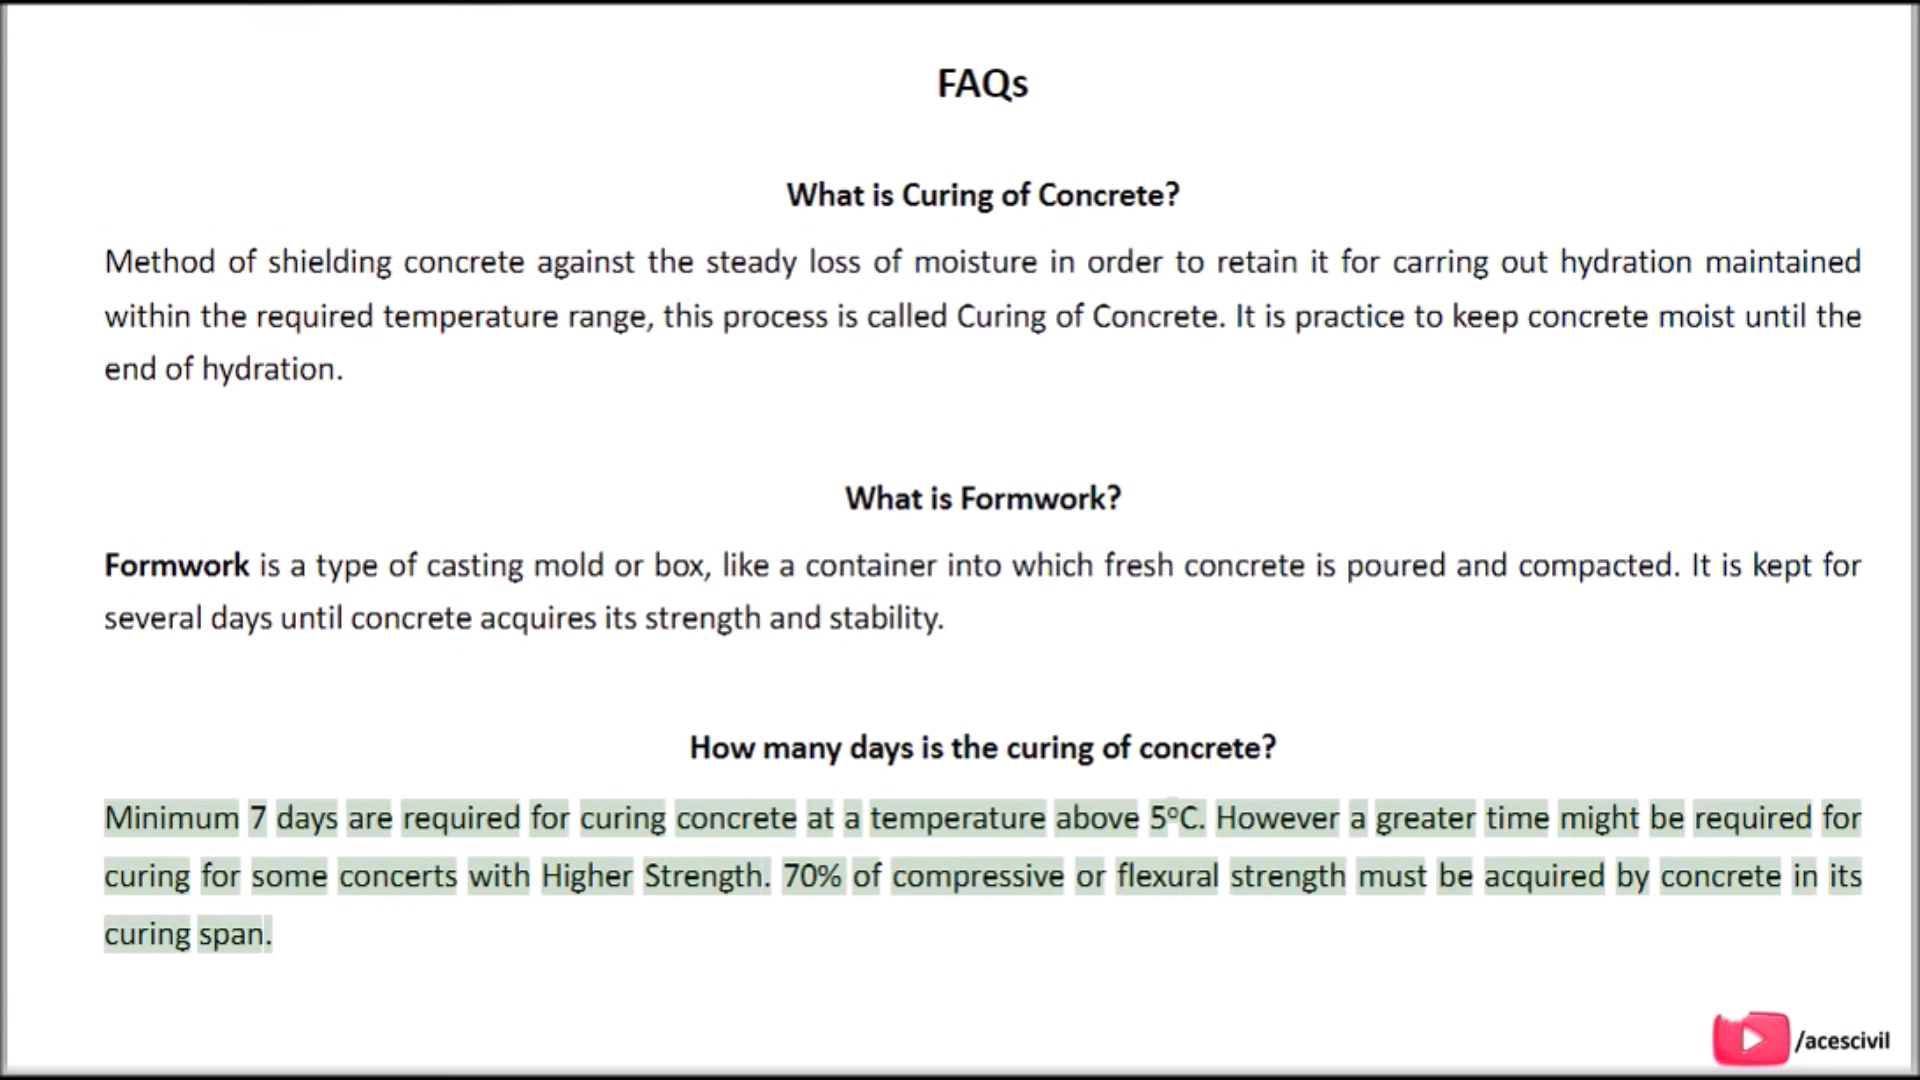 FAQs
What is Curing of Concrete?
Method of shielding concrete against the steady loss of moisture in order to retain it for carring out hydration maintained
within the required temperature range, this process is called Curing of Concrete. It is practice to keep concrete moist until the
end of hydration.
What is Formwork?
Formwork is a type of casting mold or box, like a container into which fresh concrete is poured and compacted. It is kept for
several days until concrete acquires its strength and stability.
How many days is the curing of concrete?
Minimum 7 days are required for curing concrete at a temperature above 5ºC. However a greater time might be required for
curing for some concerts with Higher Strength. 70% of compressive or flexural strength must be acquired by concrete in its
curing span.
/acescivil